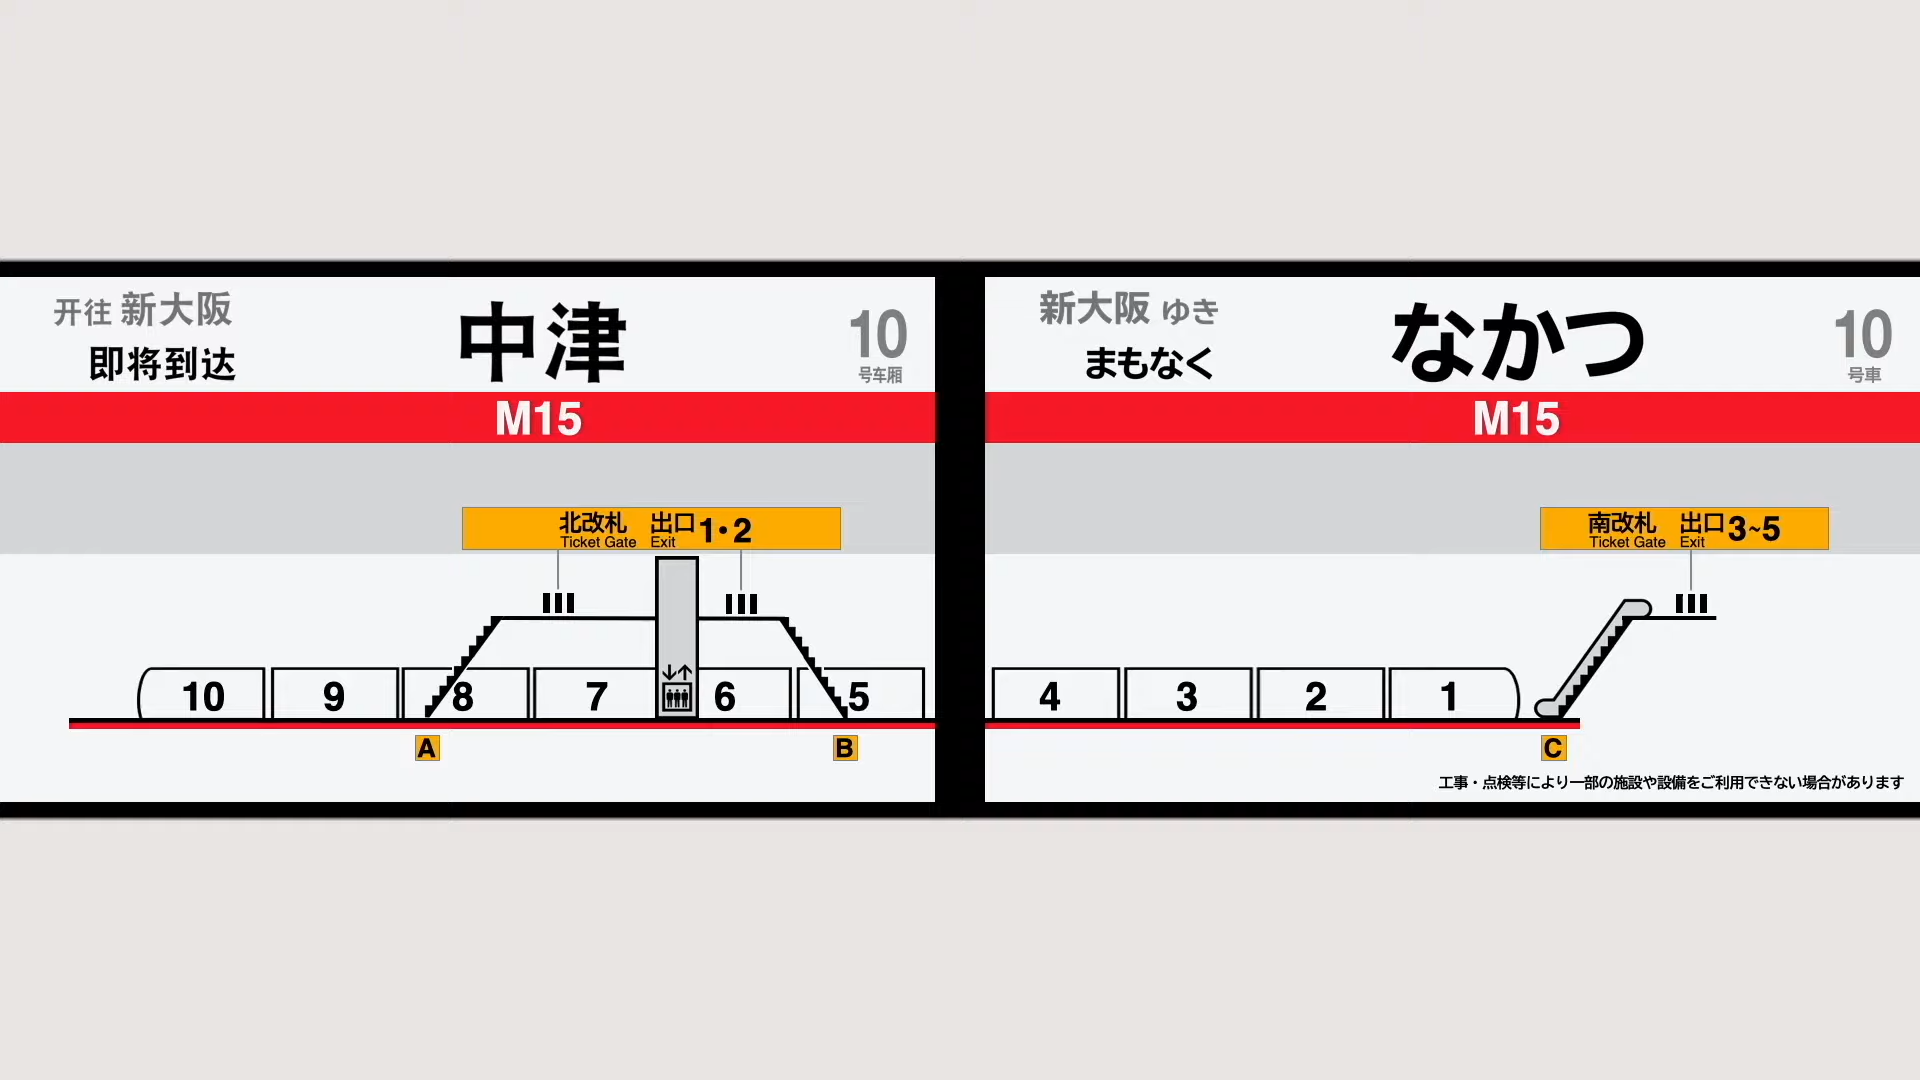 开往 新大阪
即将到达
中津
10
号车厢
M15
北改札 出口 1・2
Ticket Gate Exit
10 9 8 7 6 5
A B
新大阪 ゆき
まもなく
なかつ
10
号車
M15
南改札 出口 3~5
Ticket Gate Exit
4 3 2 1
C
工事・点検等により一部の施設や設備をご利用できない場合があります